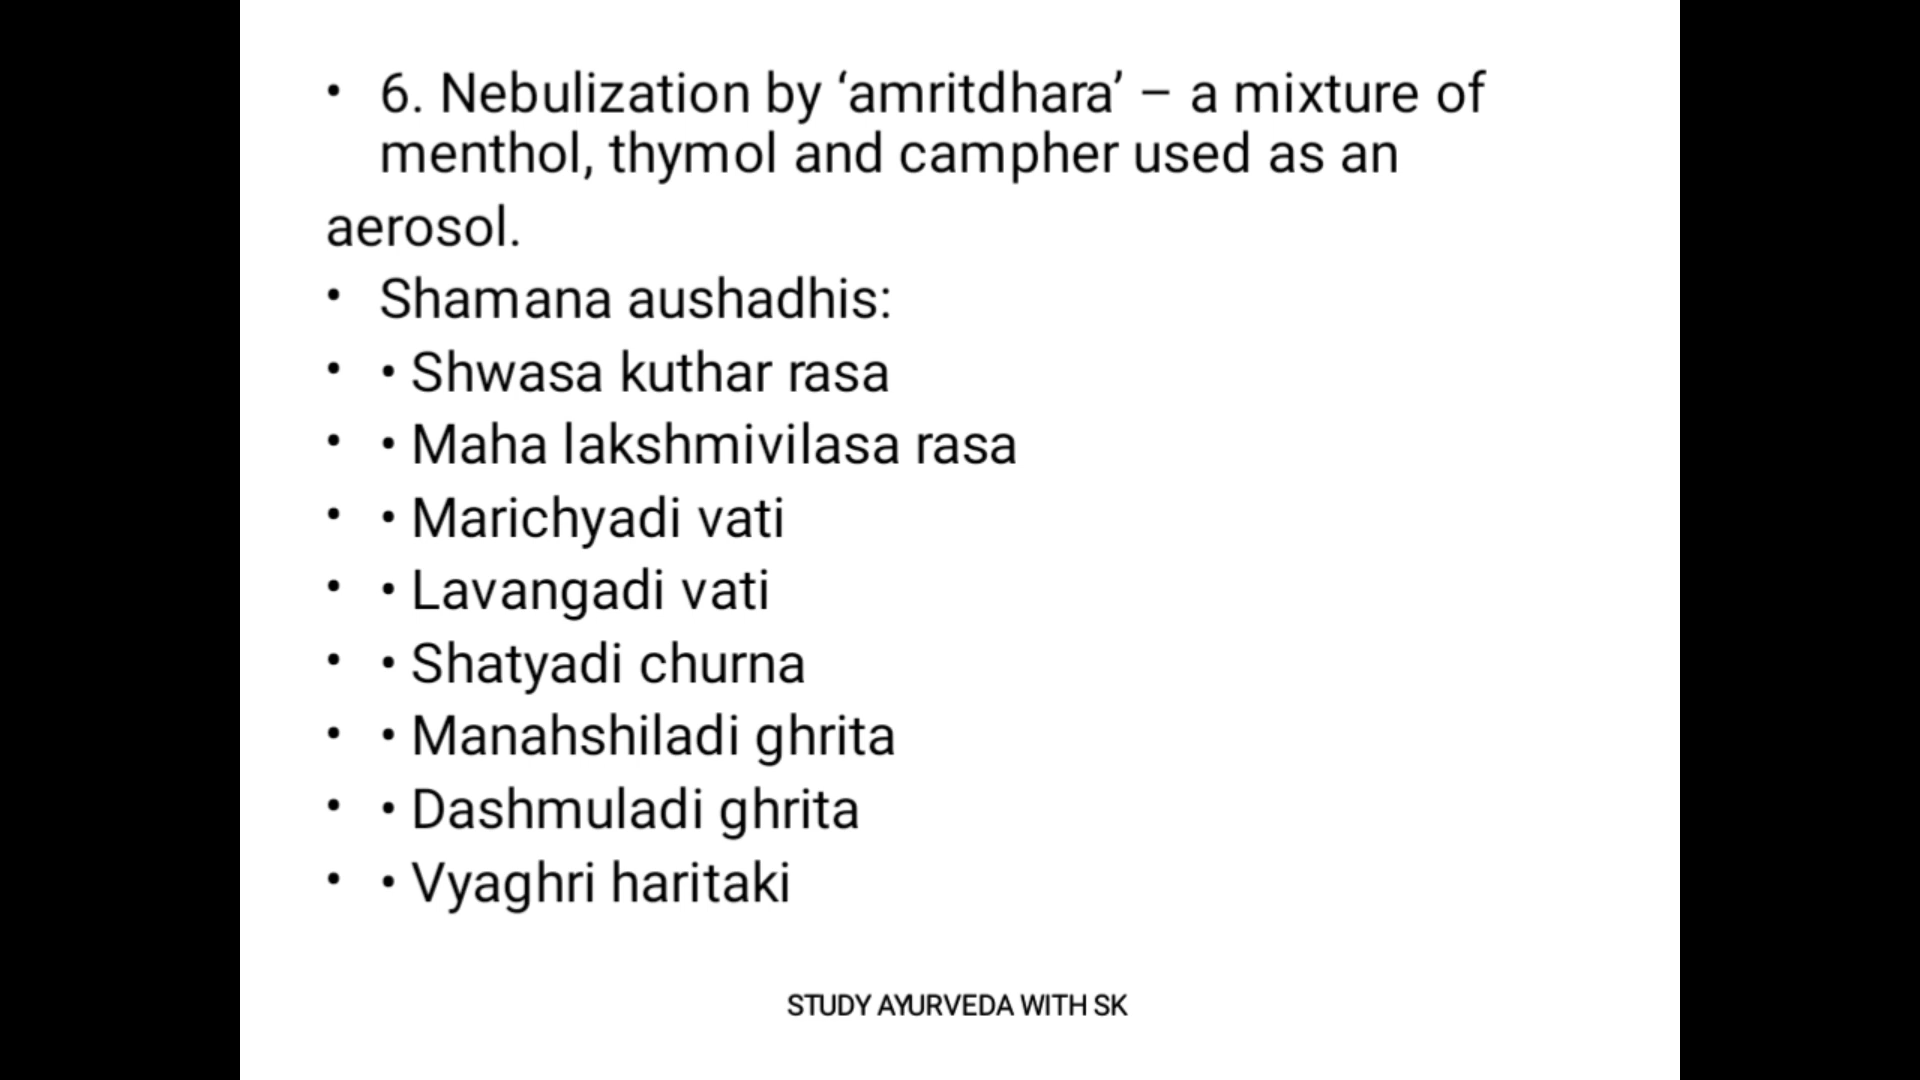 • 6. Nebulization by ‘amritdhara’ – a mixture of
menthol, thymol and campher used as an
aerosol.
• Shamana aushadhis:
• • Shwasa kuthar rasa
• • Maha lakshmivilasa rasa
• • Marichyadi vati
• • Lavangadi vati
• • Shatyadi churna
• • Manahshiladi ghrita
• • Dashmuladi ghrita
• • Vyaghri haritaki
STUDY AYURVEDA WITH SK